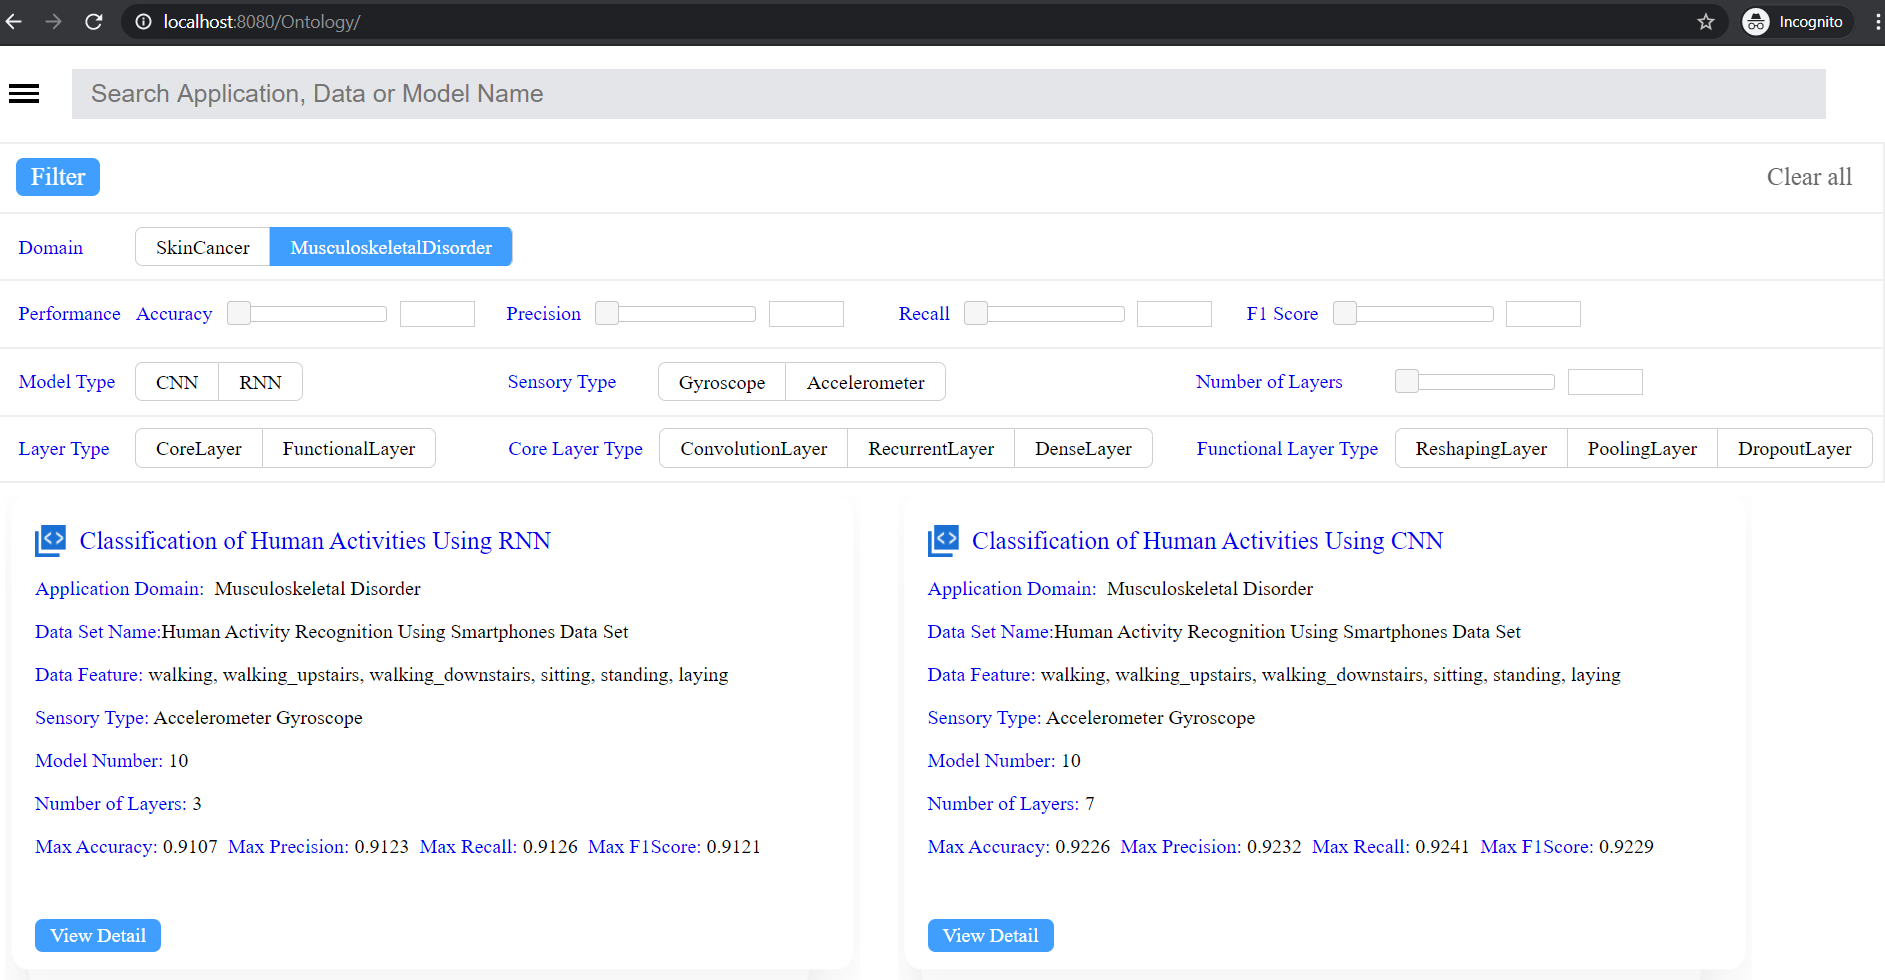 localhost:8080/Ontology/ Incognito
Search Application, Data or Model Name
Filter Clear all
Domain SkinCancer MusculoskeletalDisorder
Performance Accuracy Precision Recall F1 Score
Model Type CNN RNN Sensory Type Gyroscope Accelerometer Number of Layers
Layer Type CoreLayer FunctionalLayer Core Layer Type ConvolutionLayer RecurrentLayer DenseLayer Functional Layer Type ReshapingLayer PoolingLayer DropoutLayer
Classification of Human Activities Using RNN
Application Domain: Musculoskeletal Disorder
Data Set Name:Human Activity Recognition Using Smartphones Data Set
Data Feature: walking, walking_upstairs, walking_downstairs, sitting, standing, laying
Sensory Type: Accelerometer Gyroscope
Model Number: 10
Number of Layers: 3
Max Accuracy: 0.9107 Max Precision: 0.9123 Max Recall: 0.9126 Max F1Score: 0.9121
View Detail
Classification of Human Activities Using CNN
Application Domain: Musculoskeletal Disorder
Data Set Name:Human Activity Recognition Using Smartphones Data Set
Data Feature: walking, walking_upstairs, walking_downstairs, sitting, standing, laying
Sensory Type: Accelerometer Gyroscope
Model Number: 10
Number of Layers: 7
Max Accuracy: 0.9226 Max Precision: 0.9232 Max Recall: 0.9241 Max F1Score: 0.9229
View Detail